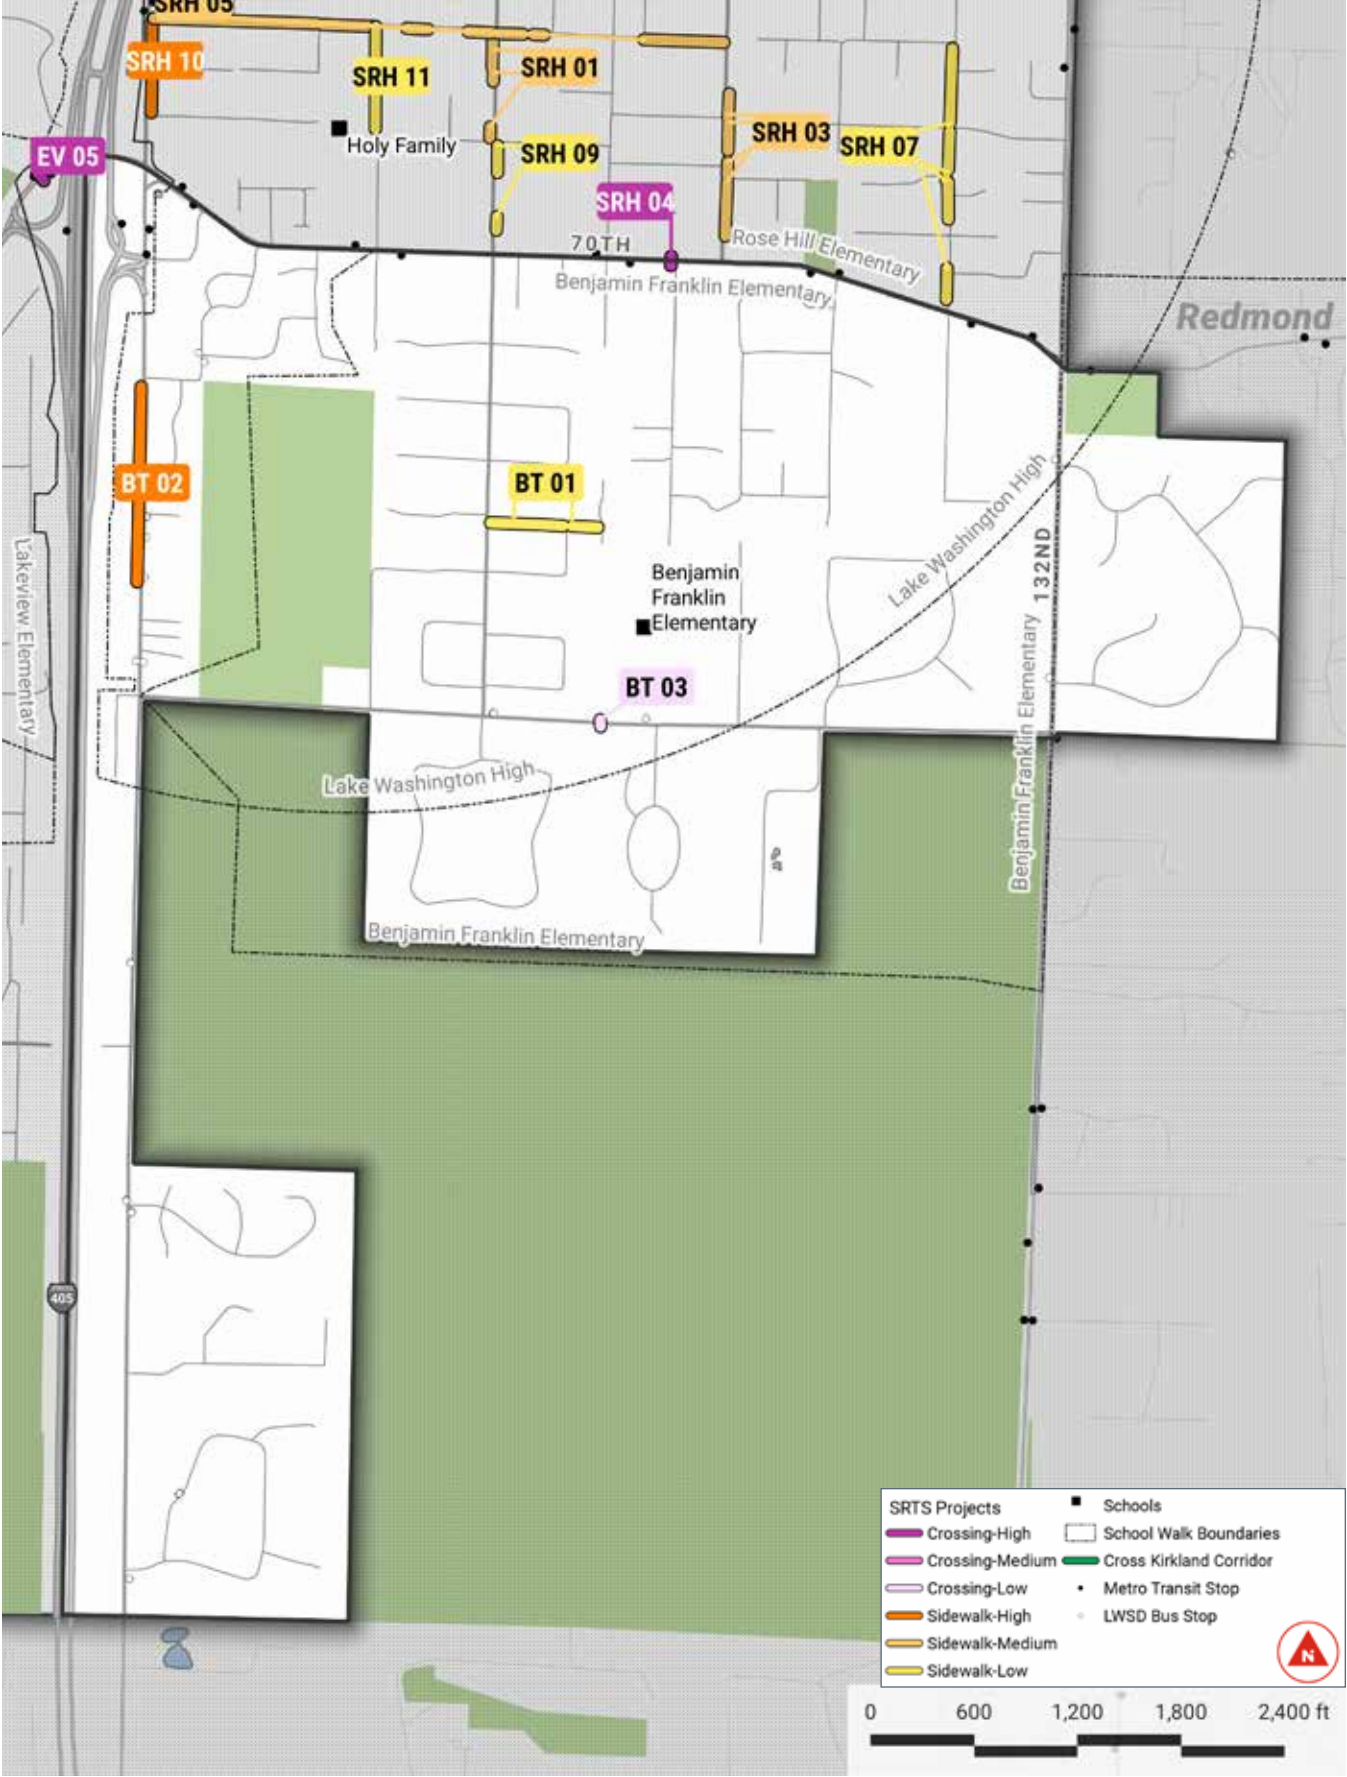 SRH 05
SRH 10
SRH 11
SRH 01
Holy Family
SRH 03
SRH 07
EV 05
SRH 09
SRH 04
70TH
Rose Hill Elementary
Benjamin Franklin Elementary
Redmond
BT 02
BT 01
Lake Washington High
132ND
Lakeview Elementary
Benjamin
Franklin
Elementary
BT 03
Benjamin Franklin Elementary
Lake Washington High
Benjamin Franklin Elementary
405
SRTS Projects
Crossing-High
Crossing-Medium
Crossing-Low
Sidewalk-High
Sidewalk-Medium
Sidewalk-Low
Schools
School Walk Boundaries
Cross Kirkland Corridor
Metro Transit Stop
LWSD Bus Stop
N
0 600 1,200 1,800 2,400 ft